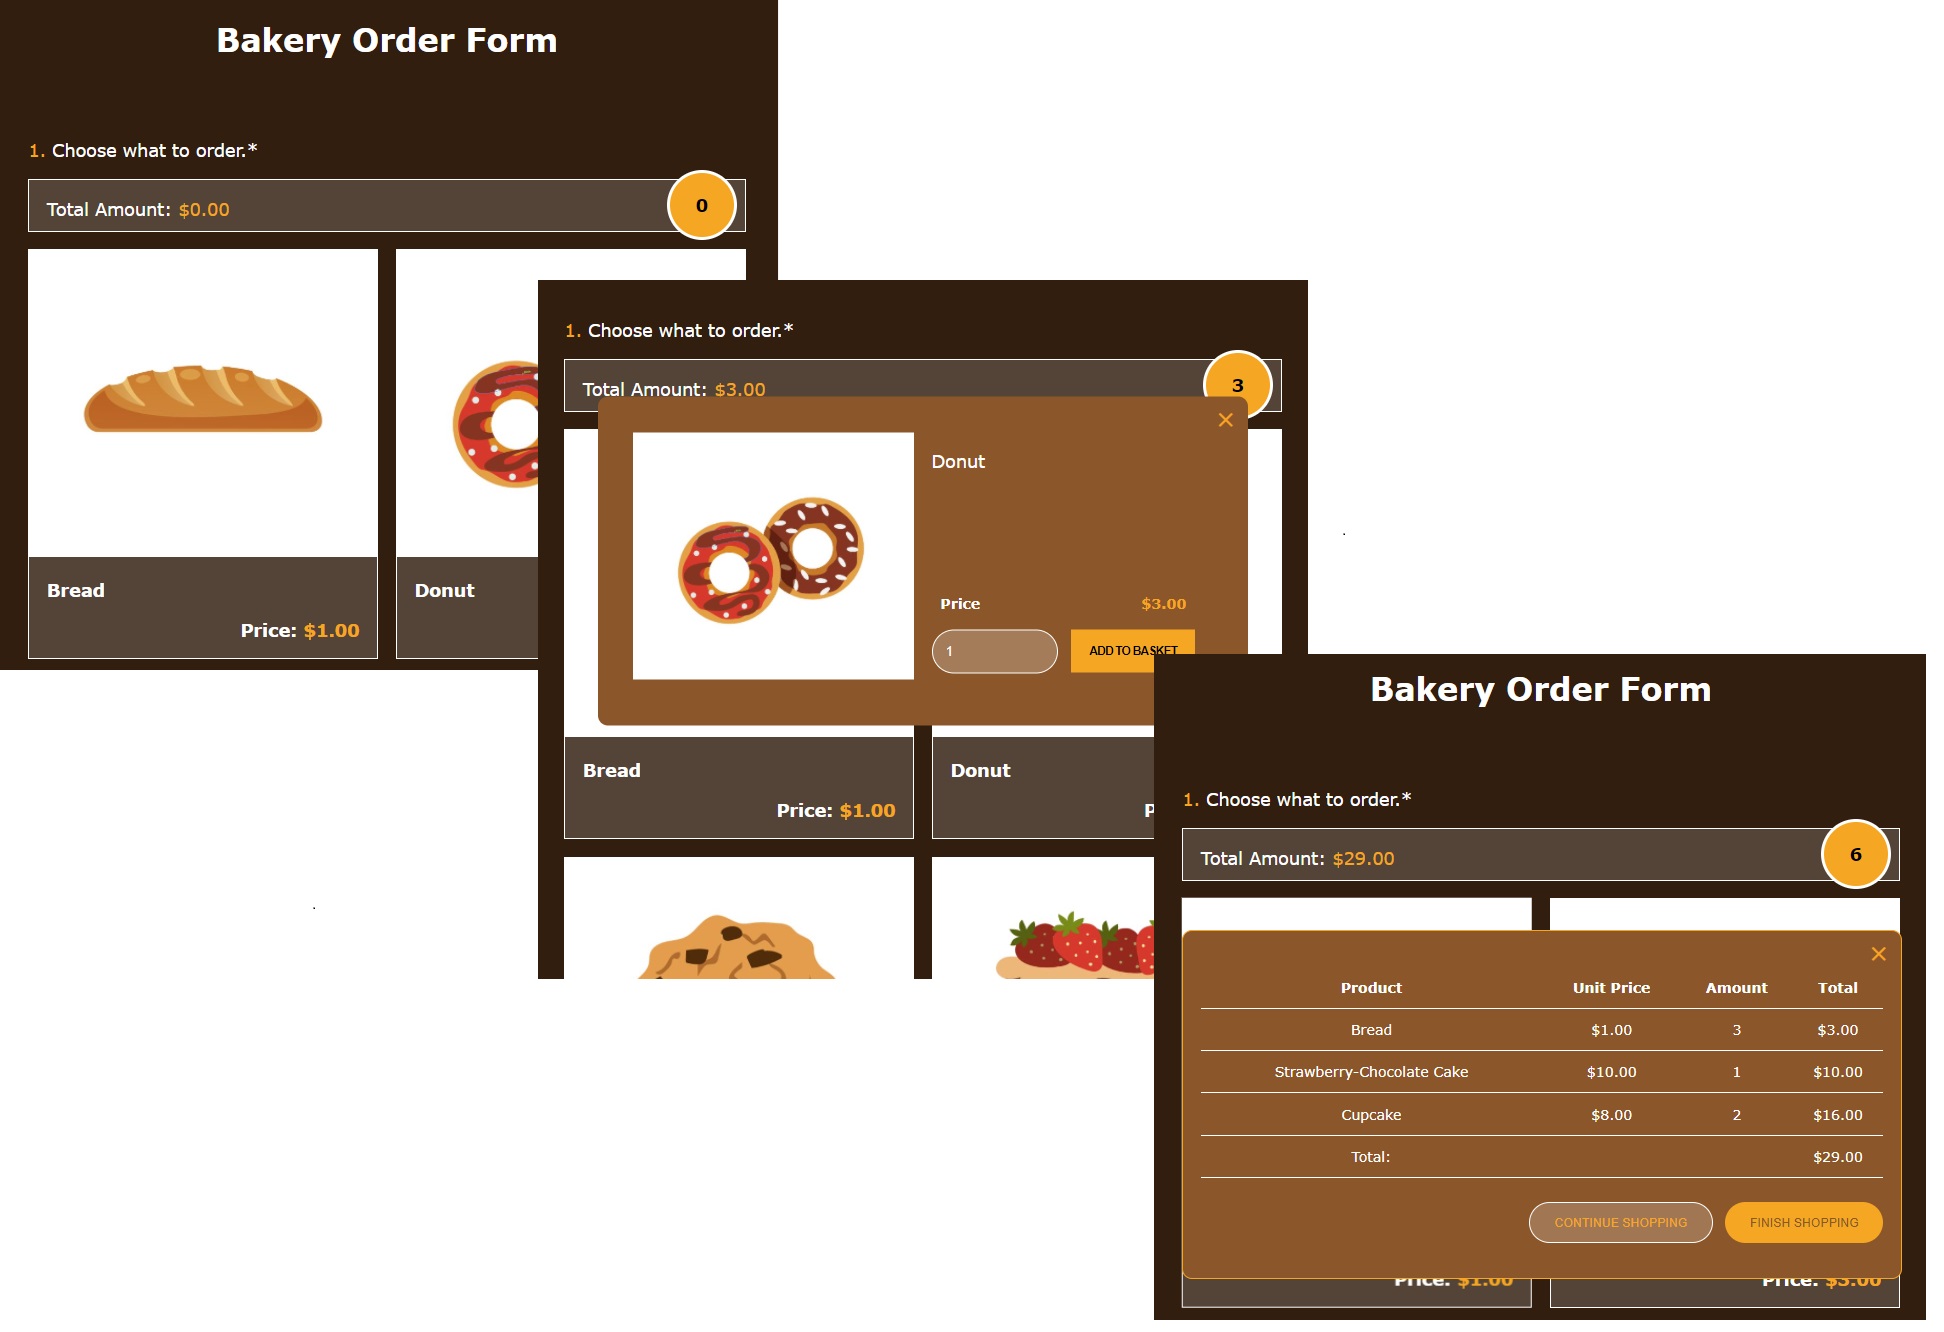 Bakery Order Form
1. Choose what to order.*
Total Amount: $0.00
0
Bread
Price: $1.00
Donut
1. Choose what to order.*
Total Amount: $3.00
3
×
Donut
Price $3.00
1
ADD TO BASKET
Bread
Price: $1.00
Donut
P
Bakery Order Form
1. Choose what to order.*
Total Amount: $29.00
6
×
Product Unit Price Amount Total
Bread $1.00 3 $3.00
Strawberry-Chocolate Cake $10.00 1 $10.00
Cupcake $8.00 2 $16.00
Total: $29.00
CONTINUE SHOPPING FINISH SHOPPING
Price: $1.00
Price: $3.00